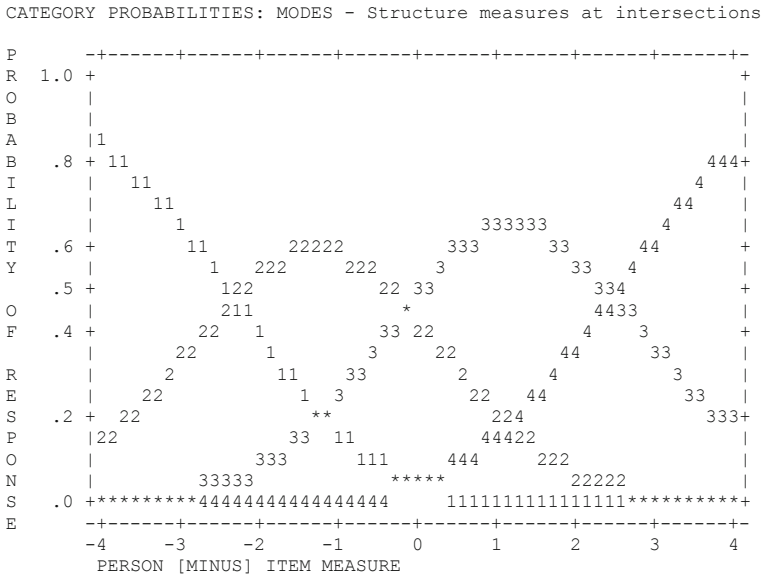 CATEGORY PROBABILITIES: MODES - Structure measures at intersections
P      -+---------+---------+---------+---------+---------+---------+---------+---------+-
R  1.0 +                                                                                 +
O      |                                                                                 |
B      |                                                                                 |
A      |1                                                                                |
B   .8 + 11                                                                          444+
I      |    11                                                                     4     |
L      |       11                                                               44      |
I      |          1                                     333333               4         |
T   .6 +           11          22222             333         33         44          +
Y      |              1    222       222       3                33    4             |
    .5 +               122               22 33                    334               +
O      |               211                  *                     4433             |
F   .4 +             22    1              33 22                  4      3           +
       |          22         1           3       22            44        33         |
R      |         2             11      33          2          4            3        |
E      |      22                 1   3               22    44               33     |
S   .2 +   22                     **                   224                    333+
P      |22                      33   11               44422                      |
O      |                    333         111       444       222                  |
N      |             33333                 *****                22222            |
S   .0 +**********44444444444444444444        11111111111111111111**********+
E      -+---------+---------+---------+---------+---------+---------+---------+---------+-
       -4        -3        -2        -1         0         1         2         3         4
        PERSON [MINUS] ITEM MEASURE